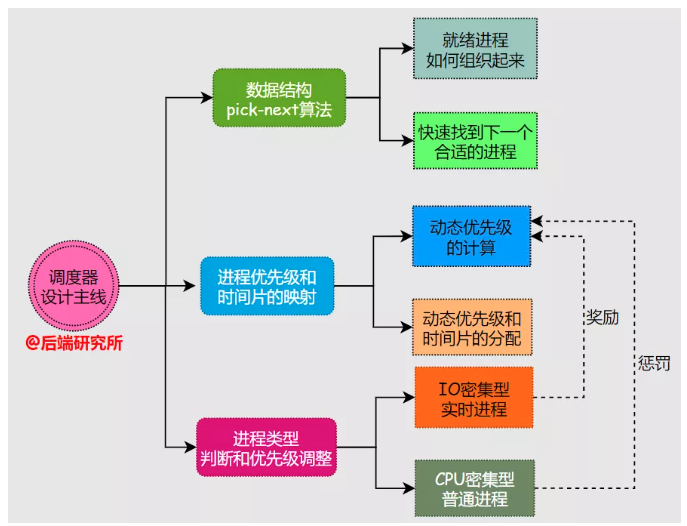 调度器
设计主线
@后端研究所
数据结构
pick-next算法
就绪进程
如何组织起来
快速找到下一个
合适的进程
进程优先级和
时间片的映射
动态优先级
的计算
动态优先级和
时间片的分配
进程类型
判断和优先级调整
IO密集型
实时进程
CPU密集型
普通进程
奖励
惩罚